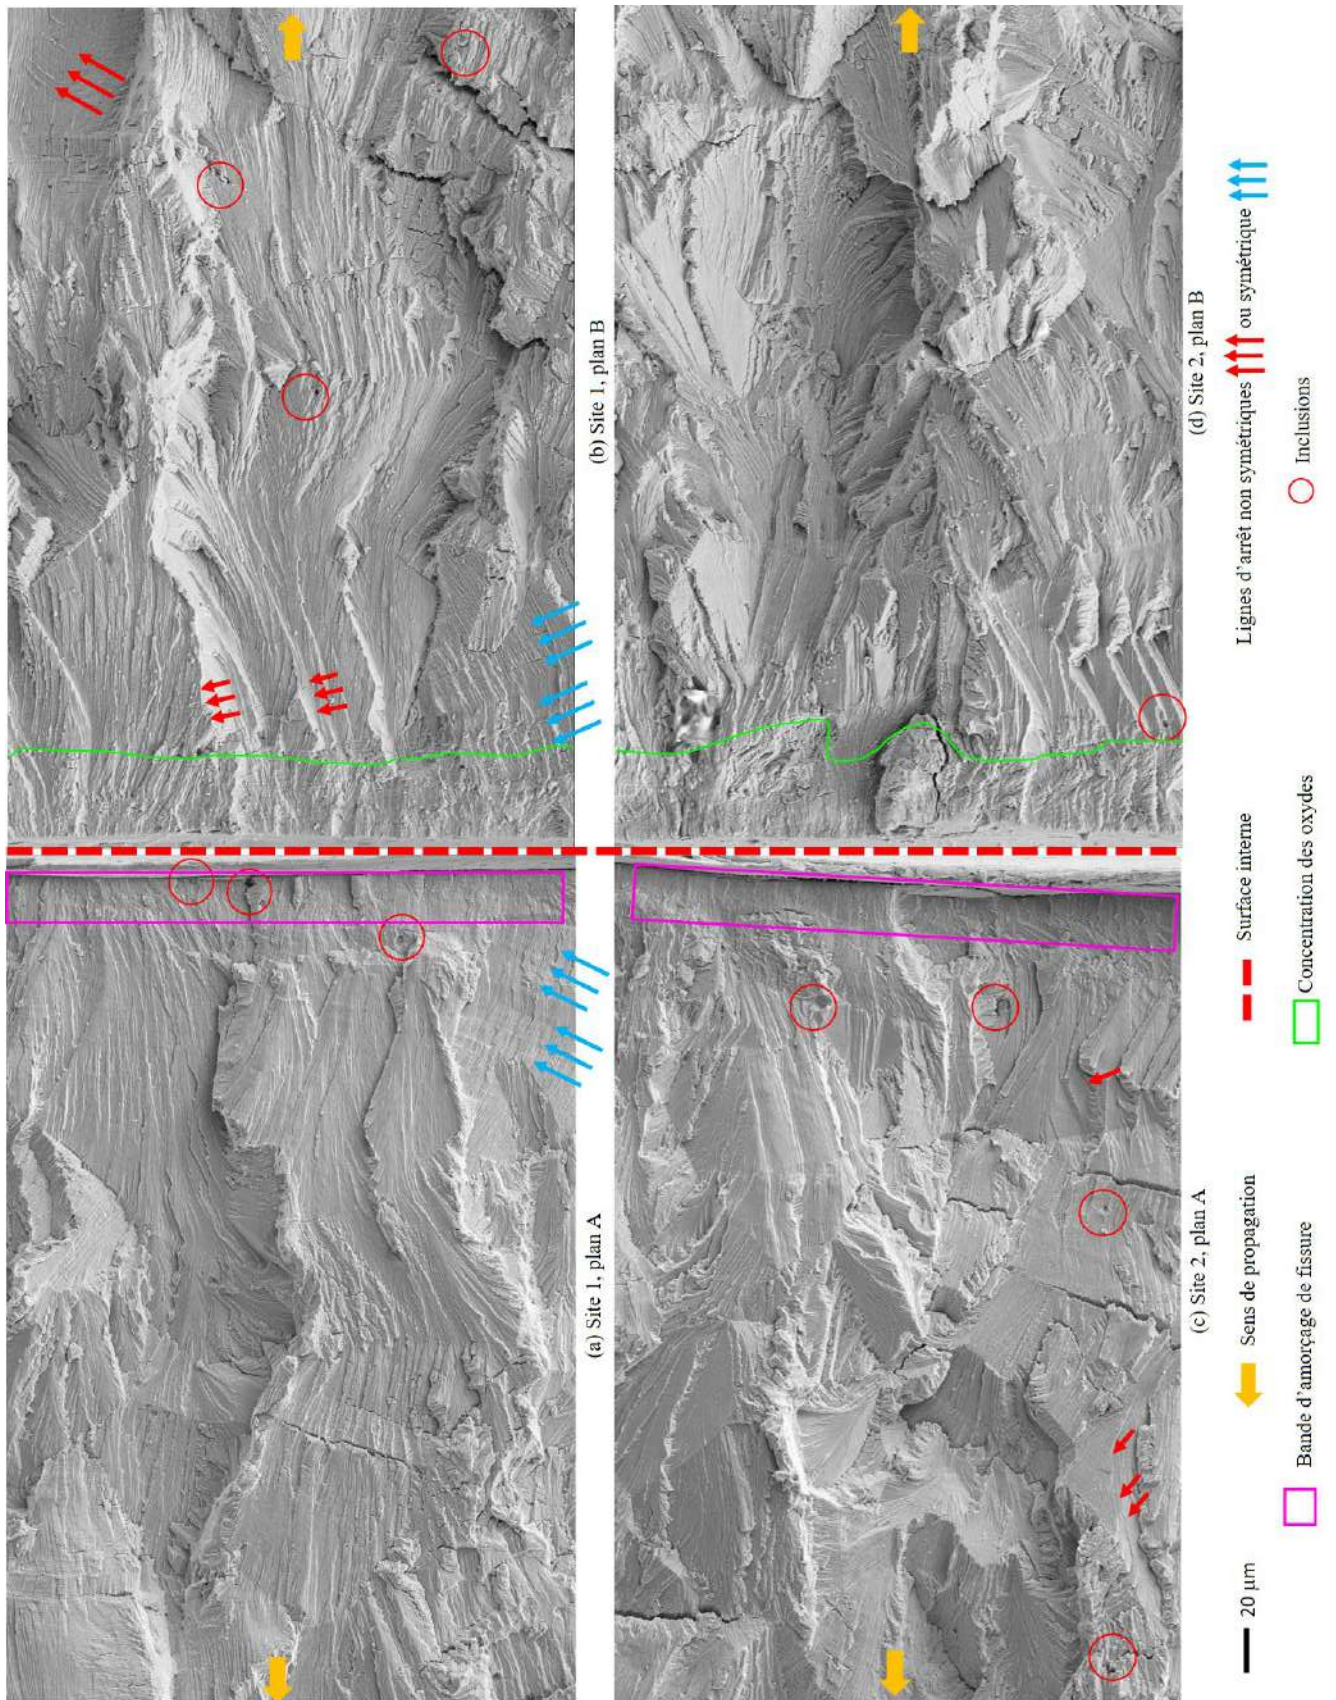 (a) Site 1, plan A
(b) Site 1, plan B
(c) Site 2, plan A
(d) Site 2, plan B
20 µm
Sens de propagation
Surface interne
Lignes d'arrêt non symétriques
ou symétrique
Bande d'amorçage de fissure
Concentration des oxydes
Inclusions